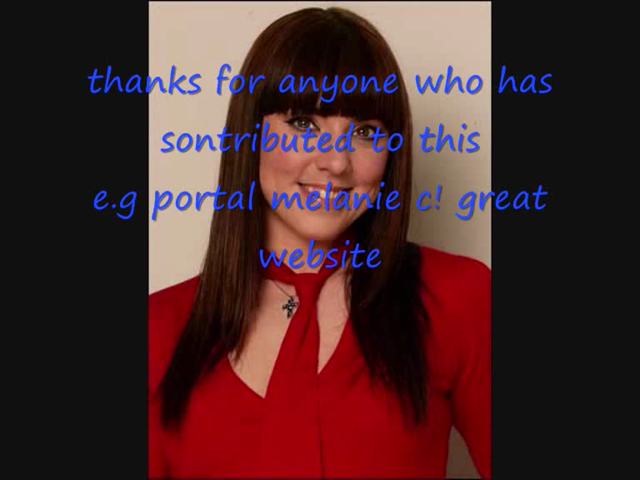 thanks for anyone who has
sontributed to this
e.g portal melanie c! great
website